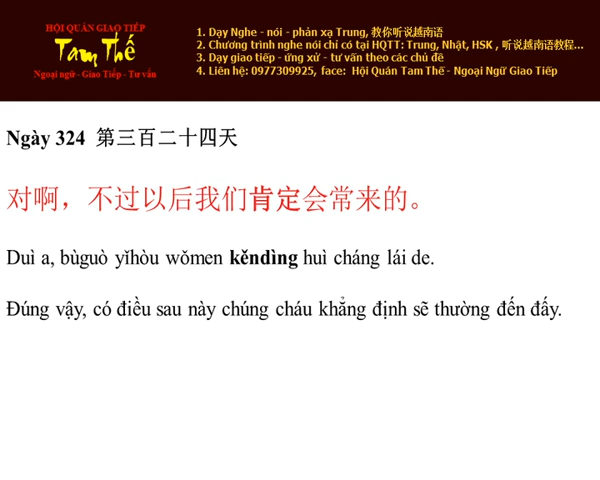 HỘI QUÁN GIAO TIẾP
Tam Thế
Ngoại ngữ - Giao Tiếp - Tư vấn
1. Dạy Nghe - nói - phản xạ Trung, 教你听说越南语
2. Chương trình nghe nói chỉ có tại HQTT: Trung, Nhật, HSK , 听说越南语教程...
3. Dạy giao tiếp - ứng xử - tư vấn theo các chủ đề
4. Liên hệ: 0977309925, face: Hội Quán Tam Thế - Ngoại Ngữ Giao Tiếp
Ngày 324 第三百二十四天
对啊，不过以后我们肯定会常来的。
Duì a, bùguò yǐhòu wǒmen kěndìng huì cháng lái de.
Đúng vậy, có điều sau này chúng cháu khẳng định sẽ thường đến đấy.